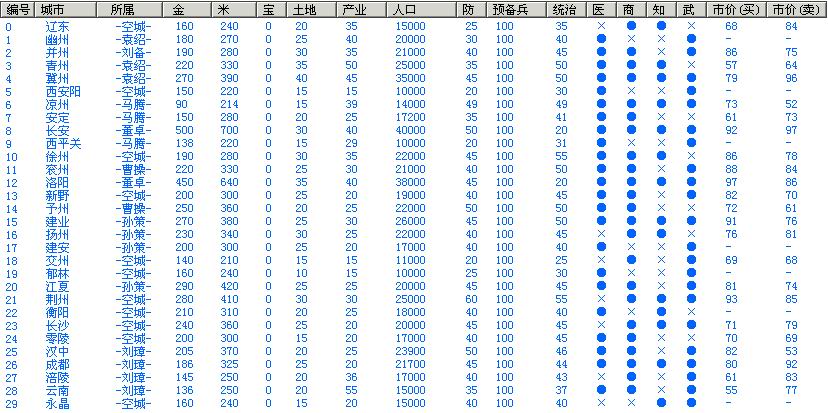 编号 城市 所属 金 米 宝 土地 产业 人口 防 预备兵 统治 医 商 知 武 市价(买) 市价(卖)
0 辽东 -空城- 160 240 0 20 35 15000 25 100 35 × ● ● × 68 84
1 幽州 -袁绍- 180 270 0 25 40 20000 30 100 40 ● × × ● - -
2 并州 -刘备- 190 280 0 30 35 21000 40 100 45 ● ● × ● 86 75
3 青州 -袁绍- 220 330 0 35 50 25000 35 100 50 ● ● ● × 57 64
4 冀州 -袁绍- 270 390 0 40 45 35000 45 100 50 ● ● ● ● 79 96
5 西安阳 -空城- 150 220 0 15 15 10000 20 100 30 ● × × ● - -
6 凉州 -马腾- 90 214 0 15 39 14000 49 100 49 ● ● ● ● 73 52
7 安定 -马腾- 150 280 0 25 20 17200 35 100 41 ● ● × ● 61 73
8 长安 -董卓- 500 700 0 30 40 40000 50 100 20 ● ● ● ● 92 97
9 西平关 -马腾- 138 220 0 15 29 10000 20 100 31 ● × × ● - -
10 徐州 -空城- 190 280 0 30 35 22000 45 100 55 ● ● ● × 86 78
11 兖州 -曹操- 220 330 0 35 25 25000 45 100 50 ● ● × ● 88 84
12 洛阳 -董卓- 450 640 0 35 40 38000 45 100 20 ● ● ● ● 97 86
13 新野 -空城- 200 300 0 25 20 19000 45 100 50 ● ● × ● 82 70
14 予州 -曹操- 250 360 0 20 25 22000 50 100 50 ● ● × × 72 61
15 建业 -孙策- 270 380 0 25 30 26000 45 100 45 ● ● ● ● 91 76
16 扬州 -孙策- 230 340 0 30 25 23000 45 100 40 × ● × × 76 81
17 建安 -孙策- 200 300 0 25 20 17000 40 100 40 ● × × ● - -
18 交州 -空城- 140 210 0 15 15 11000 20 100 25 × ● × ● 69 68
19 郁林 -空城- 160 240 0 10 15 10000 25 100 30 ● × × ● - -
20 江夏 -孙策- 290 420 0 25 25 21000 45 100 45 ● ● × ● 81 74
21 荆州 -空城- 280 410 0 30 30 25000 60 100 55 × ● ● ● 93 85
22 衡阳 -空城- 210 310 0 20 20 18000 40 100 40 × × ● ● - -
23 长沙 -空城- 240 360 0 25 25 20000 45 100 45 × ● ● × 71 79
24 零陵 -空城- 200 300 0 15 20 17000 40 100 45 ● ● × × 70 69
25 汉中 -刘璋- 205 370 0 20 25 23900 50 100 46 ● ● × ● 82 53
26 成都 -刘璋- 186 325 0 20 25 21700 45 100 44 ● ● ● ● 80 92
27 涪陵 -刘璋- 145 250 0 20 36 17000 40 100 43 × ● × ● 61 83
28 云南 -刘璋- 136 250 0 20 55 15000 35 100 37 ● ● × ● 55 77
29 永昌 -空城- 160 240 0 15 20 15000 40 100 40 × × ● ● - -